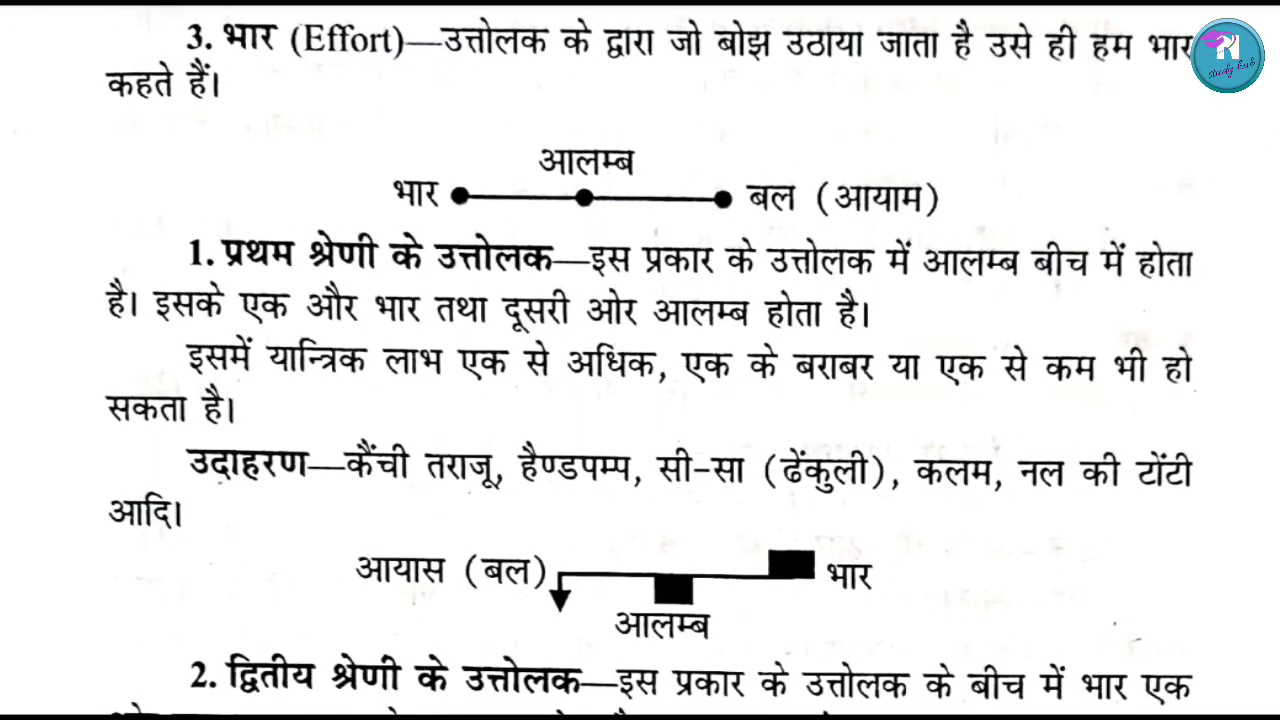 3. भार (Effort)—उत्तोलक के द्वारा जो बोझ उठाया जाता है उसे ही हम भार
कहते हैं।
आलम्ब
भार बल (आयाम)
1. प्रथम श्रेणी के उत्तोलक—इस प्रकार के उत्तोलक में आलम्ब बीच में होता
है। इसके एक और भार तथा दूसरी ओर आलम्ब होता है।
इसमें यान्त्रिक लाभ एक से अधिक, एक के बराबर या एक से कम भी हो
सकता है।
उदाहरण—कैंची तराजू, हैण्डपम्प, सी-सा (ढेंकुली), कलम, नल की टोंटी
आदि।
आयास (बल) भार
आलम्ब
2. द्वितीय श्रेणी के उत्तोलक—इस प्रकार के उत्तोलक के बीच में भार एक
R
study hub